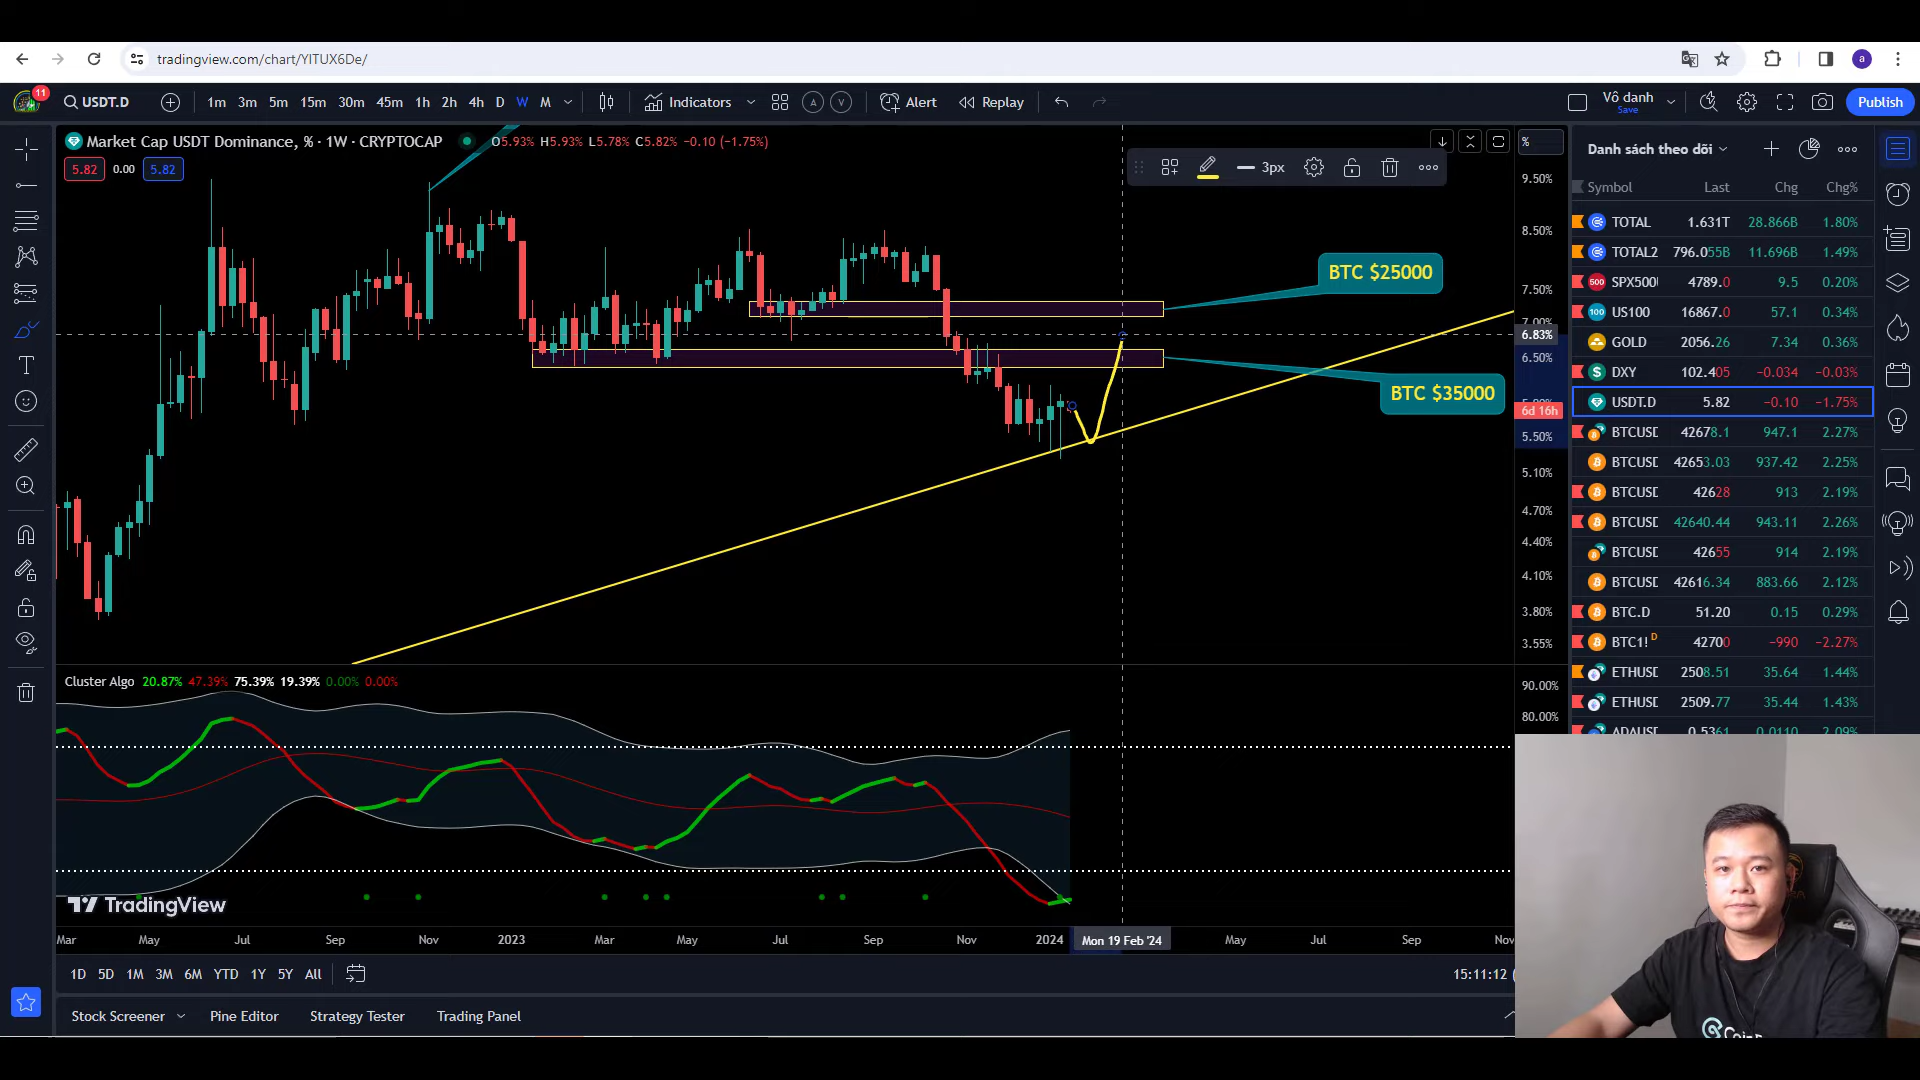 tradingview.com/chart/YITUX6De/
11
USDT.D 1m 3m 5m 15m 30m 45m 1h 2h 4h D W M Indicators A V Alert Replay Vô danh Save Publish
Market Cap USDT Dominance, % · 1W · CRYPTOCAP O5.93% H5.93% L5.78% C5.82% −0.10 (−1.75%)
5.82 0.00 5.82
3px
%
9.50%
8.50%
7.50%
7.00%
6.83%
6.50%
6d 16h
5.50%
5.10%
4.70%
4.40%
4.10%
3.80%
3.55%
BTC $25000
BTC $35000
Cluster Algo 20.87% 47.39% 75.39% 19.39% 0.00% 0.00%
90.00%
80.00%
TradingView
Mar May Jul Sep Nov 2023 Mar May Jul Sep Nov 2024 Mon 19 Feb '24 May Jul Sep Nov
1D 5D 1M 3M 6M YTD 1Y 5Y All 15:11:12 (
Stock Screener Pine Editor Strategy Tester Trading Panel
Danh sách theo dõi
Symbol Last Chg Chg%
TOTAL 1.631T 28.866B 1.80%
TOTAL2 796.055B 11.696B 1.49%
500 SPX500 4789.0 9.5 0.20%
100 US100 16867.0 57.1 0.34%
GOLD 2056.26 7.34 0.36%
DXY 102.405 −0.034 −0.03%
USDT.D 5.82 −0.10 −1.75%
BTCUSD 42678.1 947.1 2.27%
BTCUSD 42653.03 937.42 2.25%
BTCUSD 42628 913 2.19%
BTCUSD 42640.44 943.11 2.26%
BTCUSD 42655 914 2.19%
BTCUSD 42616.34 883.66 2.12%
BTC.D 51.20 0.15 0.29%
BTC1! D 42700 −990 −2.27%
ETHUSD 2508.51 35.64 1.44%
ETHUSD 2509.77 35.44 1.43%
ADAUSD 0.5361 0.0110 2.09%